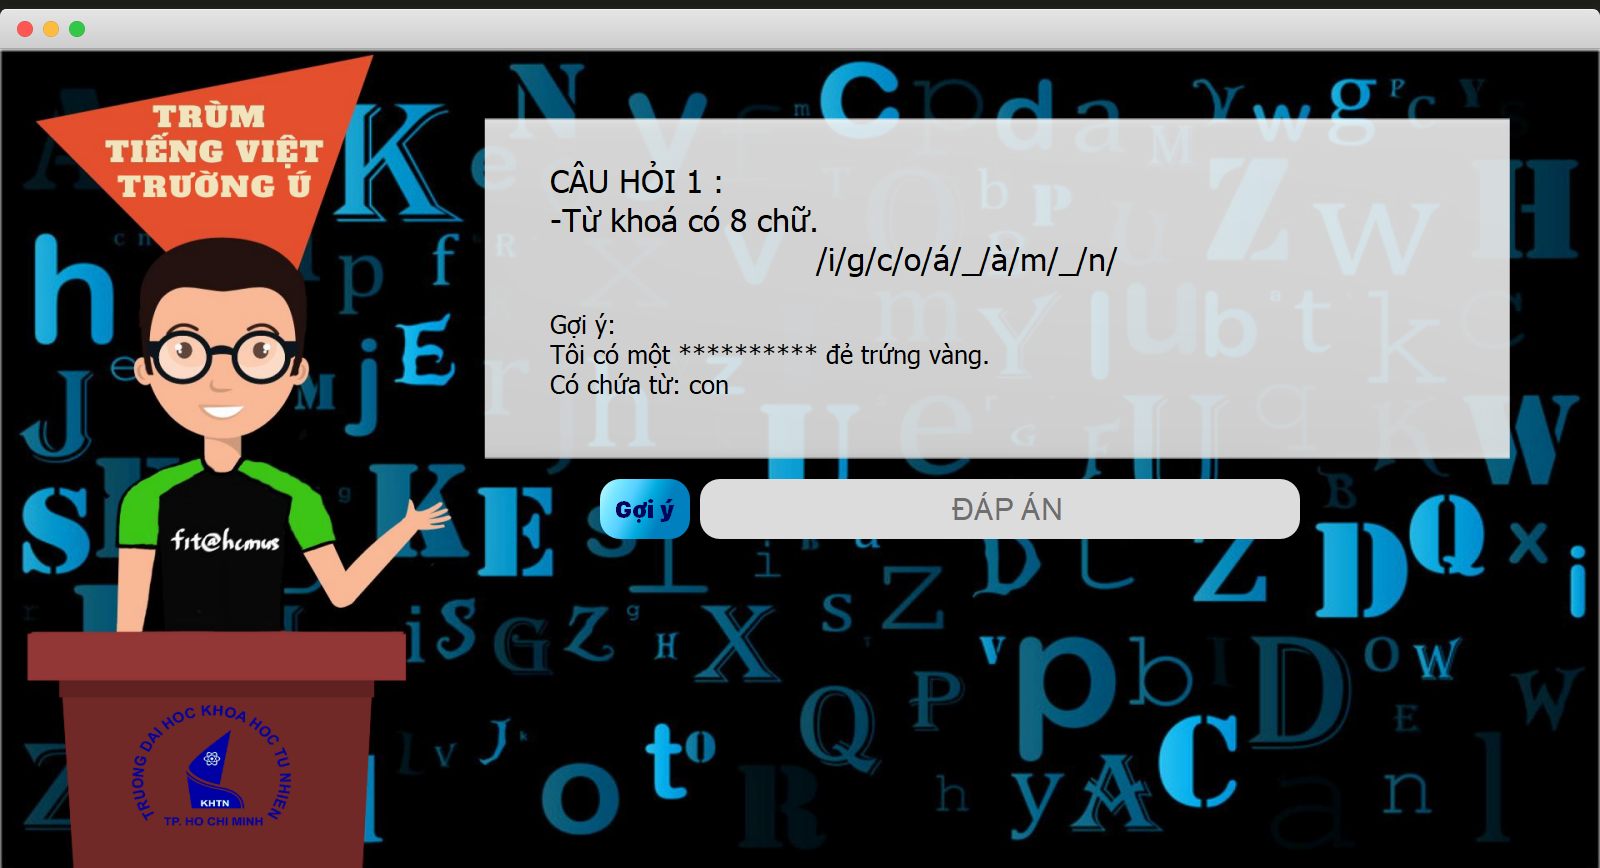 TRÙM
TIẾNG VIỆT
TRƯỜNG Ú
CÂU HỎI 1 :
-Từ khoá có 8 chữ.
/i/g/c/o/á/_/à/m/_/n/
Gợi ý:
Tôi có một ********** đẻ trứng vàng.
Có chứa từ: con
Gợi ý
ĐÁP ÁN
fit@hcmus
TRUONG DAI HOC KHOA HOC TU NHIEN
KHTN
TP. HO CHI MINH